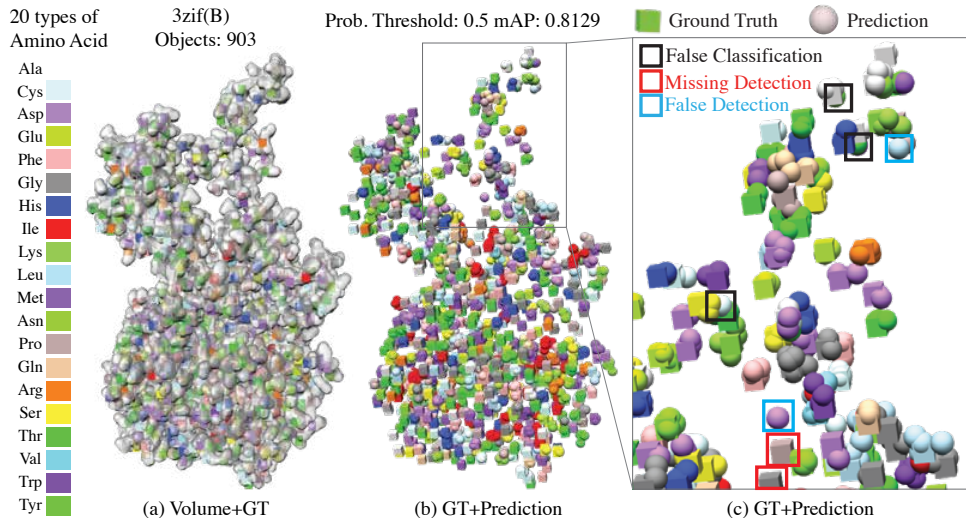 20 types of
Amino Acid
Ala
Cys
Asp
Glu
Phe
Gly
His
Ile
Lys
Leu
Met
Asn
Pro
Gln
Arg
Ser
Thr
Val
Trp
Tyr
3zif(B)
Objects: 903
(a) Volume+GT
Prob. Threshold: 0.5 mAP: 0.8129
(b) GT+Prediction
Ground Truth
Prediction
False Classification
Missing Detection
False Detection
(c) GT+Prediction